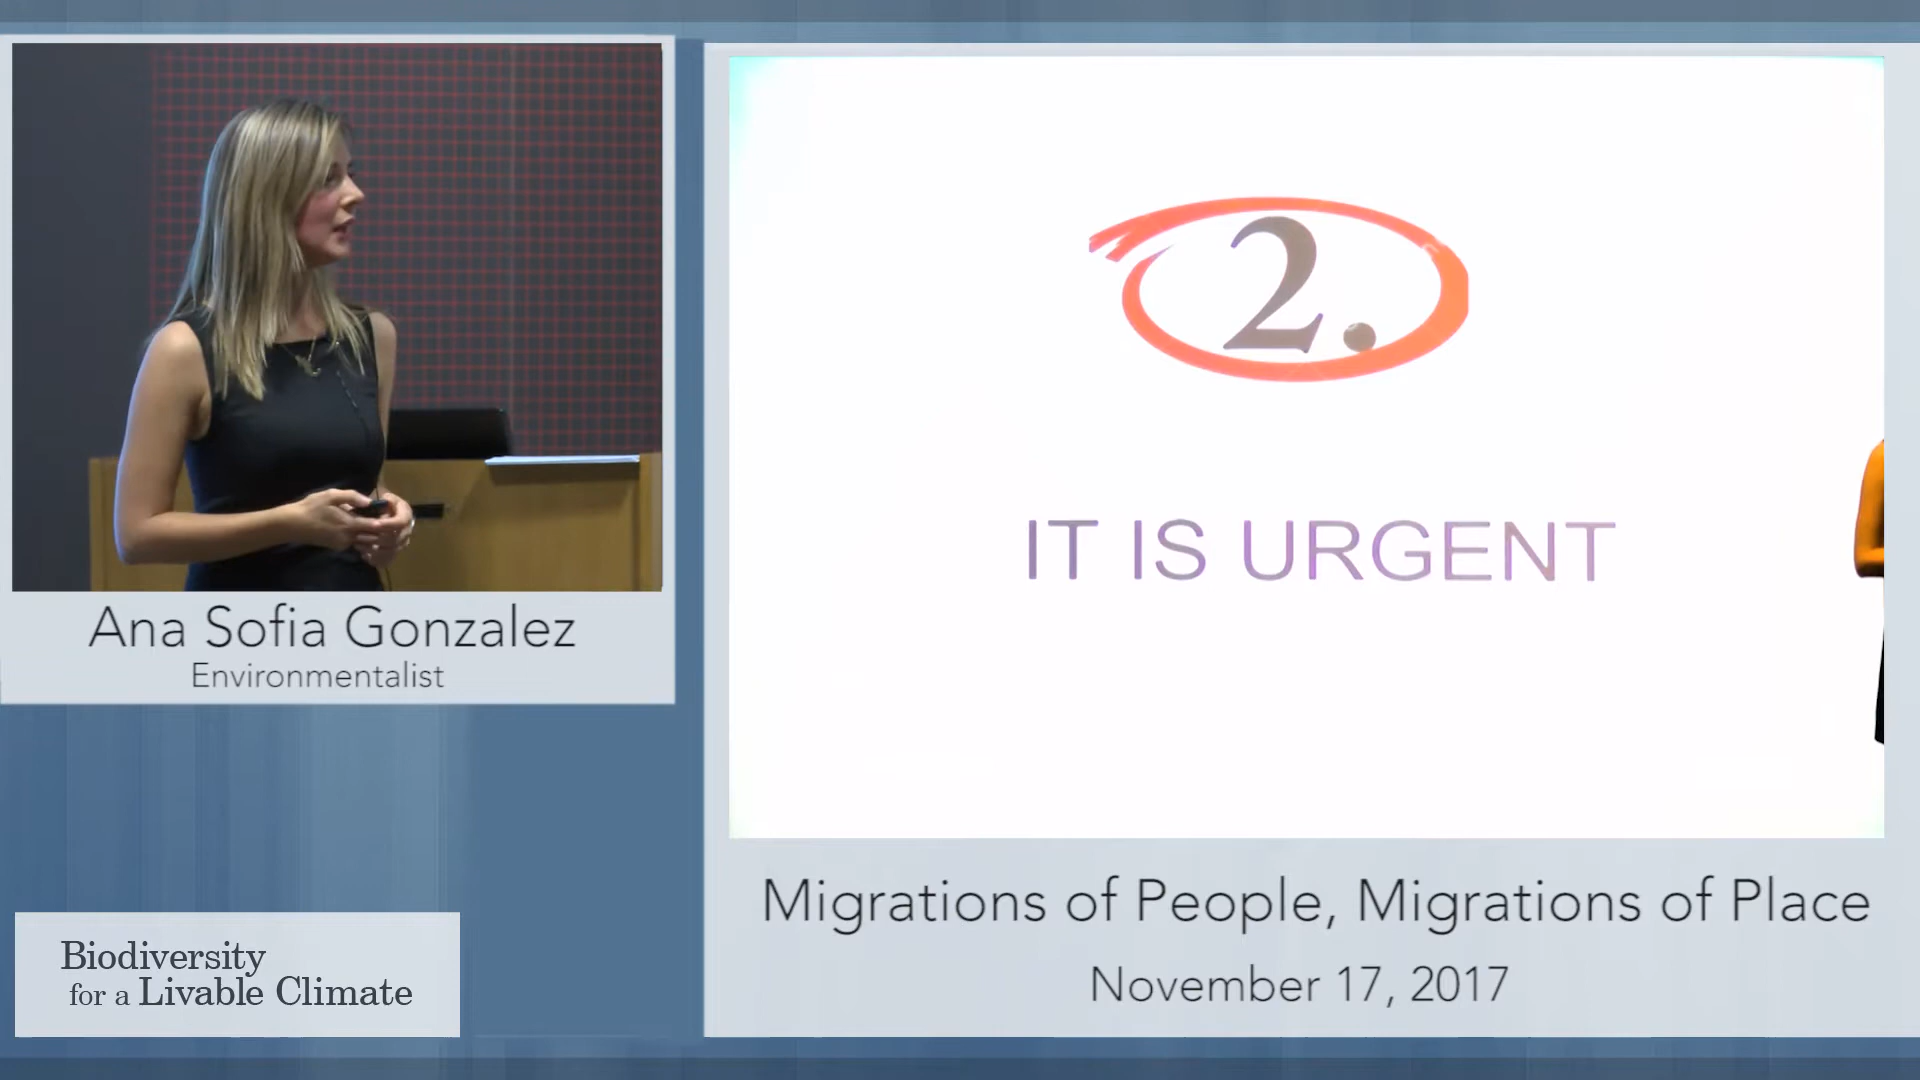 Ana Sofia Gonzalez
Environmentalist
2.
IT IS URGENT
Migrations of People, Migrations of Place
November 17, 2017
Biodiversity
for a Livable Climate